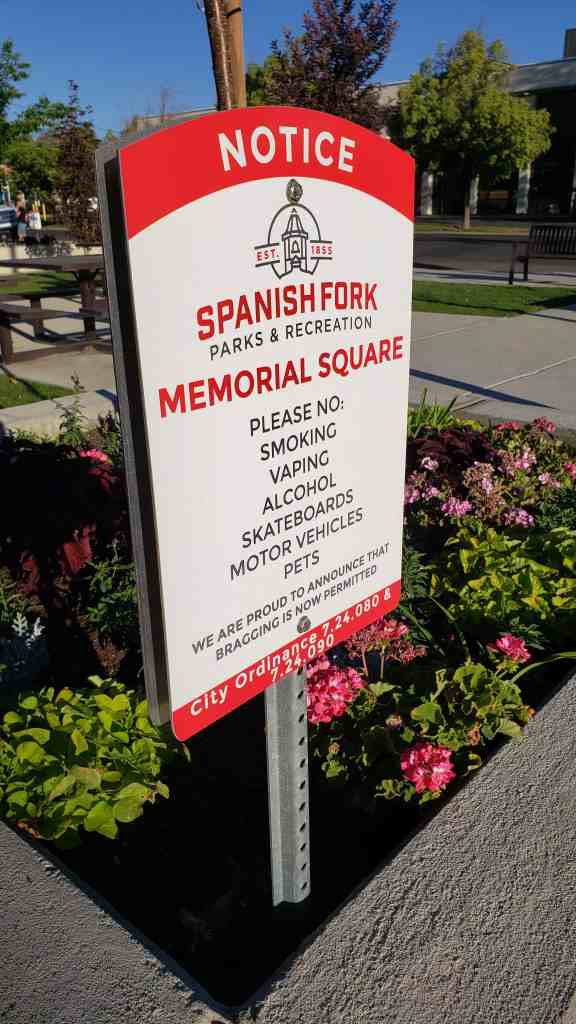 NOTICE
EST. 1855
SPANISH FORK
PARKS & RECREATION
MEMORIAL SQUARE
PLEASE NO:
SMOKING
VAPING
ALCOHOL
SKATEBOARDS
MOTOR VEHICLES
PETS
WE ARE PROUD TO ANNOUNCE THAT
BRAGGING IS NOW PERMITTED
City Ordinance 7.24.080 &
7.24.090